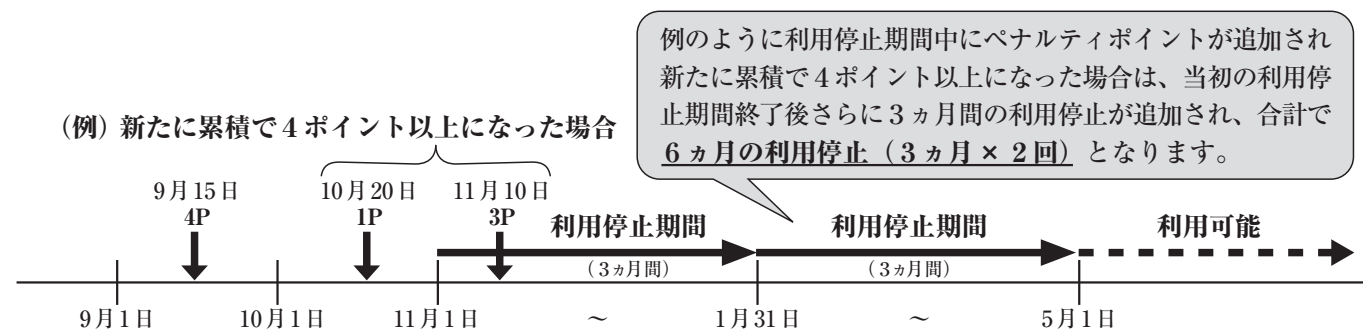 例のように利用停止期間中にペナルティポイントが追加され
新たに累積で４ポイント以上になった場合は、当初の利用停
止期間終了後さらに３ヵ月間の利用停止が追加され、合計で
６ヵ月の利用停止（３ヵ月×２回）となります。
（例）新たに累積で４ポイント以上になった場合
9月15日 10月20日 11月10日
4P 1P 3P
利用停止期間 利用停止期間 利用可能
（３ヵ月間） （３ヵ月間）
9月1日 10月1日 11月1日 ～ 1月31日 ～ 5月1日